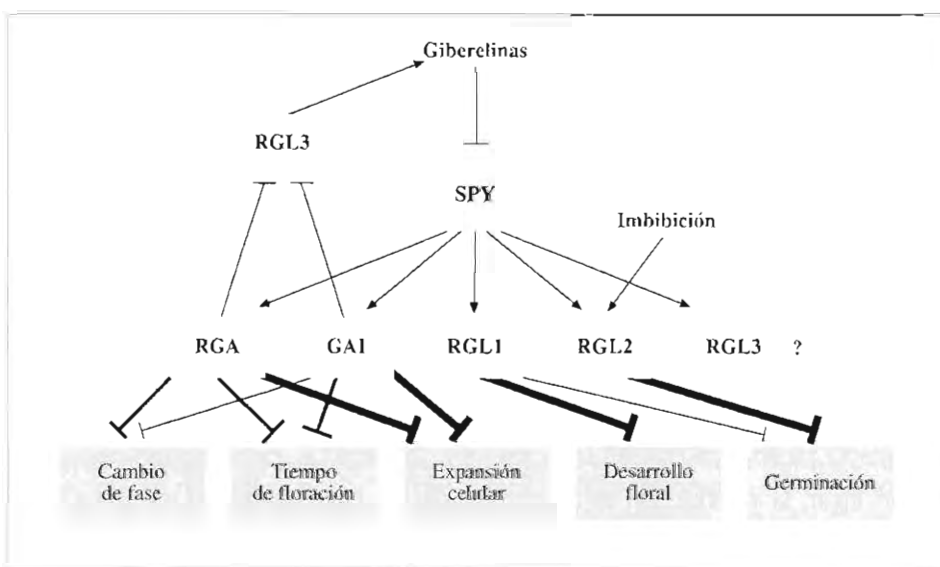 Giberelinas
RGL3
SPY
Imbibición
RGA GAI RGL1 RGL2 RGL3 ?
Cambio
de fase
Tiempo
de floración
Expansión
celular
Desarrollo
floral
Germinación